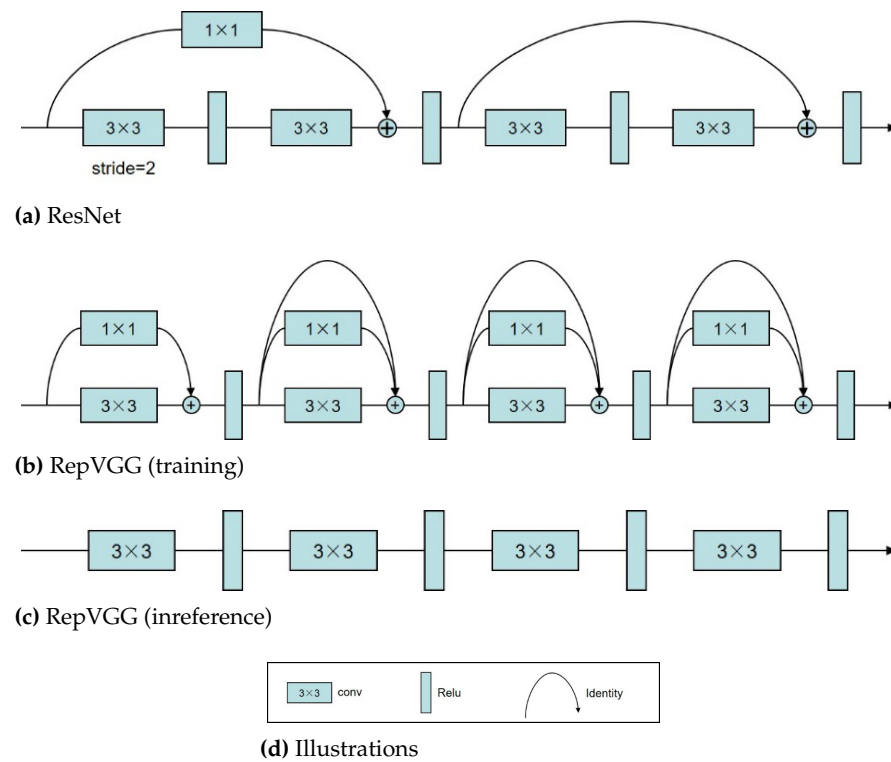 1×1
3×3 3×3 3×3 3×3
stride=2
(a) ResNet
1×1 1×1 1×1 1×1
3×3 3×3 3×3 3×3
(b) RepVGG (training)
3×3 3×3 3×3 3×3
(c) RepVGG (inreference)
3×3 conv Relu Identity
(d) Illustrations